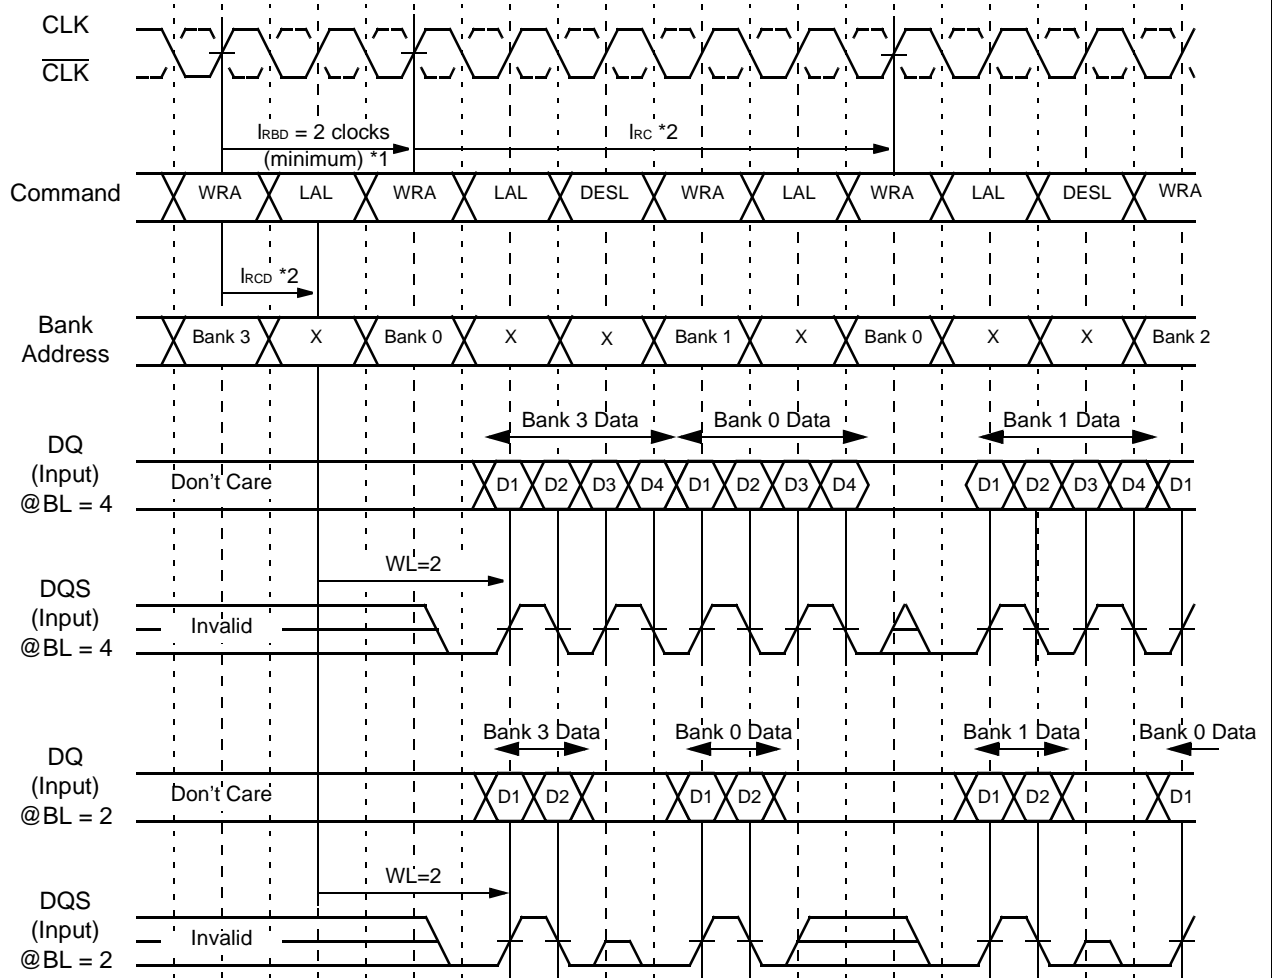 CLK
CLK
IRBD = 2 clocks
(minimum) *1
IRC *2
Command WRA LAL WRA LAL DESL WRA LAL WRA LAL DESL WRA
IRCD *2
Bank
Address
Bank 3 X Bank 0 X X Bank 1 X Bank 0 X X Bank 2
Bank 3 Data Bank 0 Data Bank 1 Data
DQ
(Input)
@BL = 4
Don't Care D1 D2 D3 D4 D1 D2 D3 D4 D1 D2 D3 D4 D1
WL=2
DQS
(Input)
@BL = 4
Invalid
Bank 3 Data Bank 0 Data Bank 1 Data Bank 0 Data
DQ
(Input)
@BL = 2
Don't Care D1 D2 D1 D2 D1 D2 D1
WL=2
DQS
(Input)
@BL = 2
Invalid